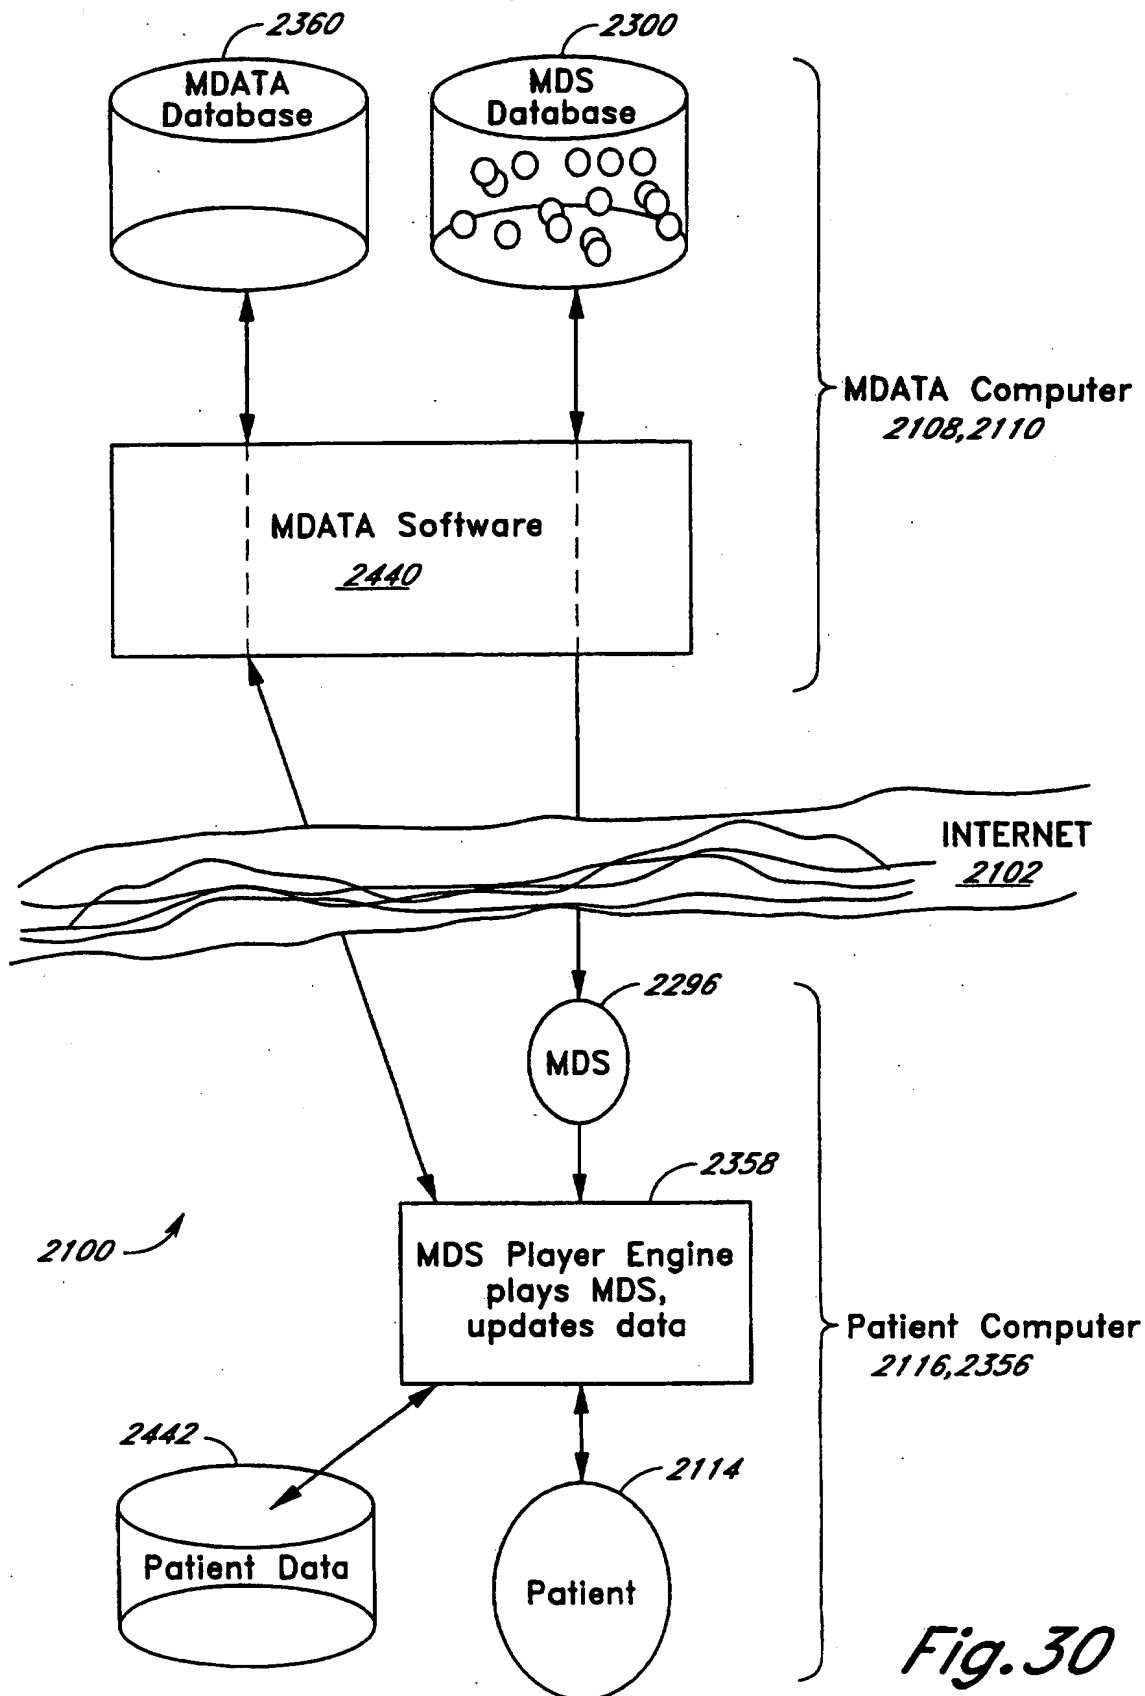 2360
2300
MDATA
Database
MDS
Database
MDATA Computer
2108,2110
MDATA Software
2440
INTERNET
2102
2296
MDS
2358
2100
MDS Player Engine
plays MDS,
updates data
Patient Computer
2116,2356
2442
2114
Patient Data
Patient
Fig.30